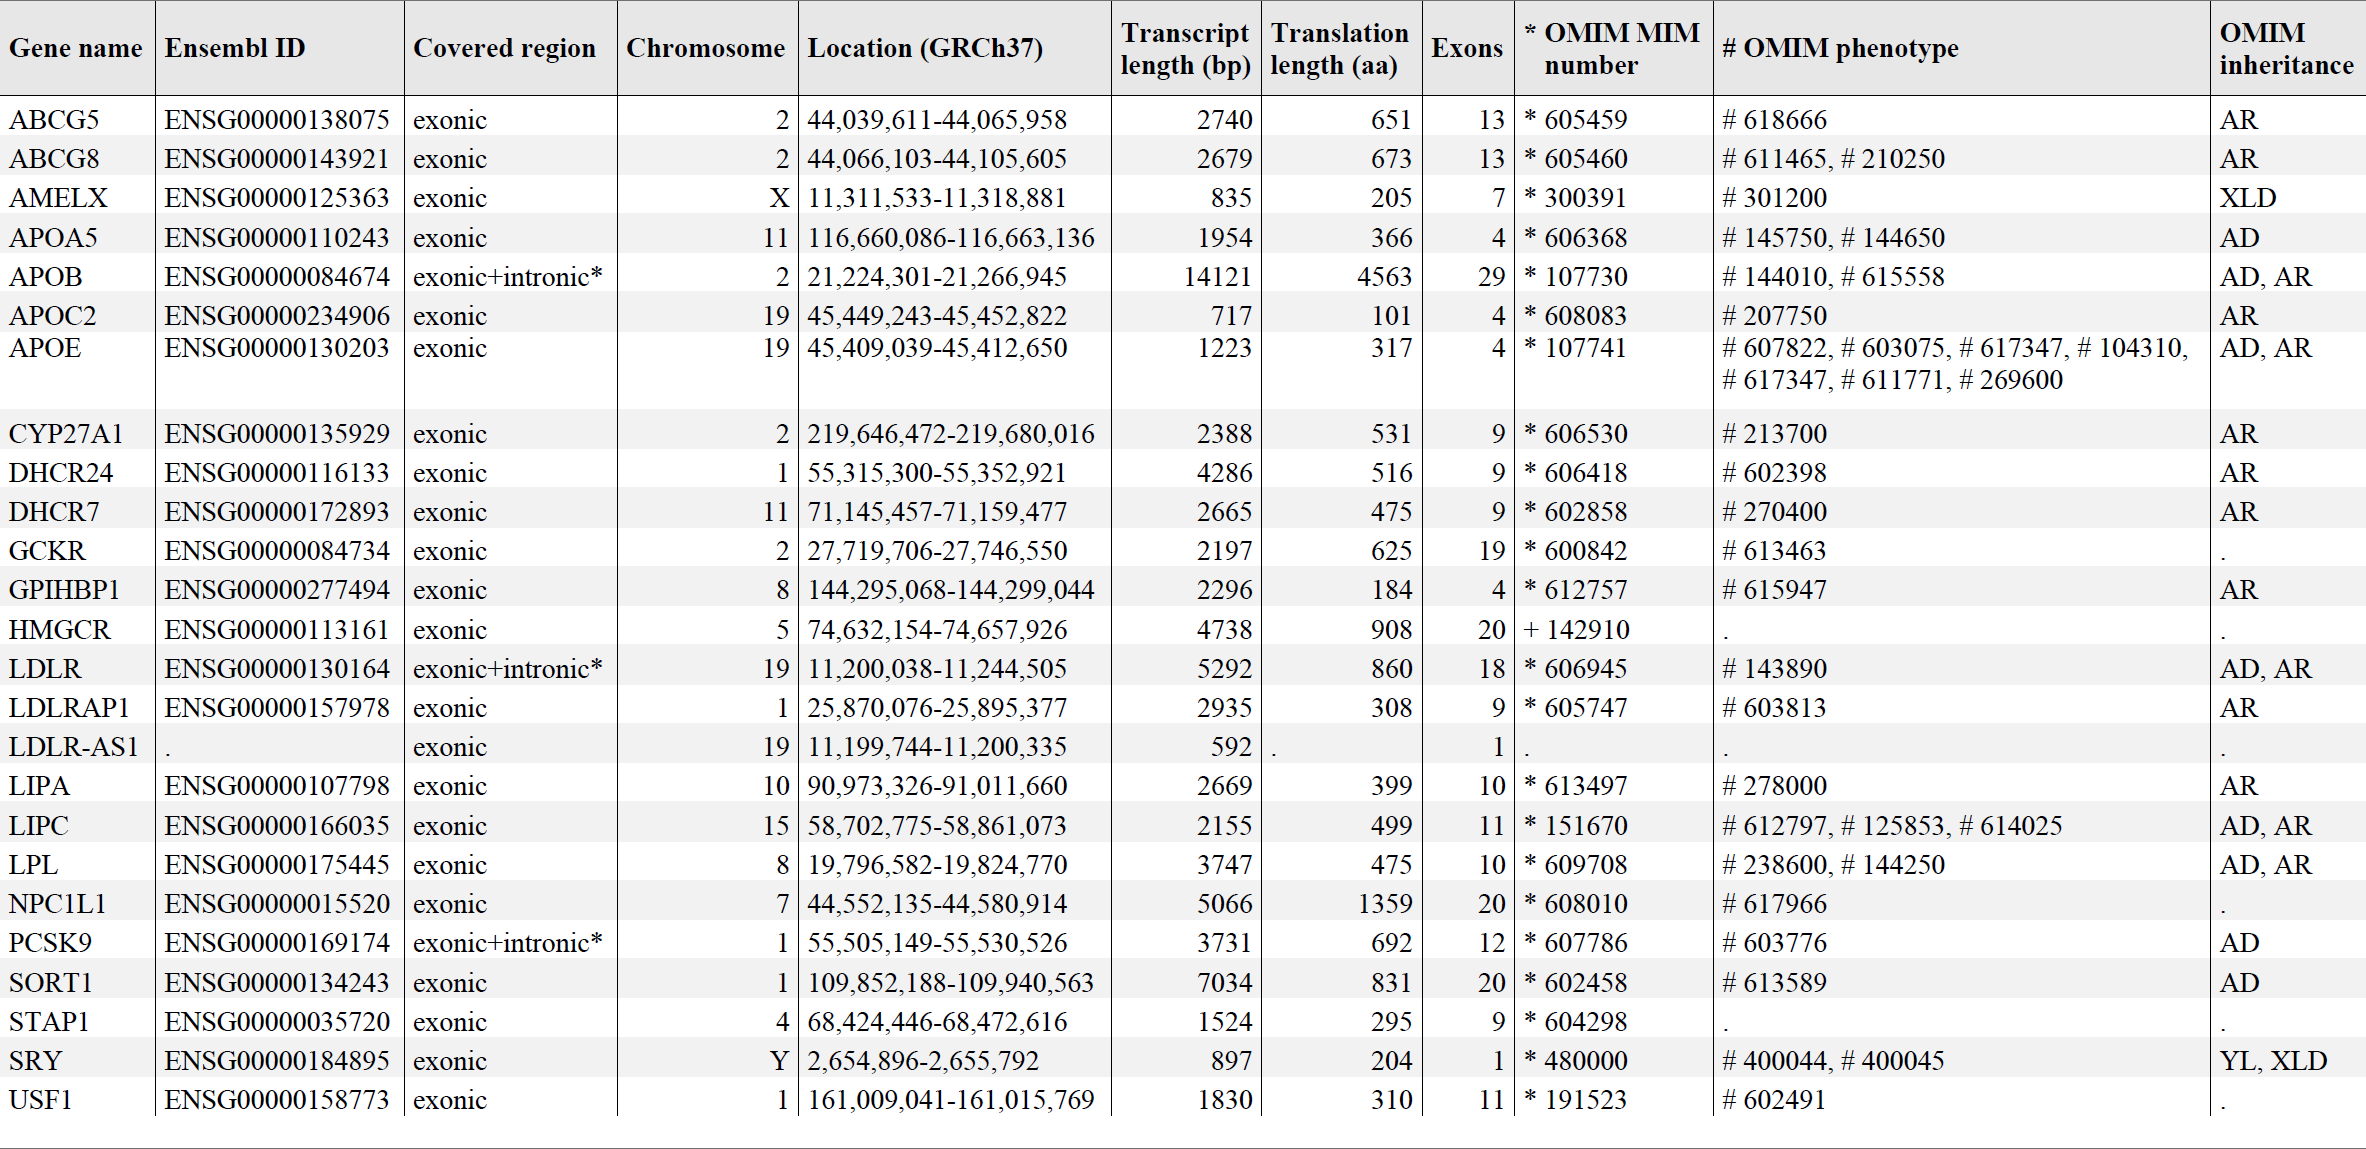 Gene name Ensembl ID Covered region Chromosome Location (GRCh37) Transcript length (bp) Translation length (aa) Exons * OMIM MIM number # OMIM phenotype OMIM inheritance
ABCG5 ENSG00000138075 exonic 2 44,039,611-44,065,958 2740 651 13 * 605459 # 618666 AR
ABCG8 ENSG00000143921 exonic 2 44,066,103-44,105,605 2679 673 13 * 605460 # 611465, # 210250 AR
AMELX ENSG00000125363 exonic X 11,311,533-11,318,881 835 205 7 * 300391 # 301200 XLD
APOA5 ENSG00000110243 exonic 11 116,660,086-116,663,136 1954 366 4 * 606368 # 145750, # 144650 AD
APOB ENSG00000084674 exonic+intronic* 2 21,224,301-21,266,945 14121 4563 29 * 107730 # 144010, # 615558 AD, AR
APOC2 ENSG00000234906 exonic 19 45,449,243-45,452,822 717 101 4 * 608083 # 207750 AR
APOE ENSG00000130203 exonic 19 45,409,039-45,412,650 1223 317 4 * 107741 # 607822, # 603075, # 617347, # 104310, AD, AR
# 617347, # 611771, # 269600
CYP27A1 ENSG00000135929 exonic 2 219,646,472-219,680,016 2388 531 9 * 606530 # 213700 AR
DHCR24 ENSG00000116133 exonic 1 55,315,300-55,352,921 4286 516 9 * 606418 # 602398 AR
DHCR7 ENSG00000172893 exonic 11 71,145,457-71,159,477 2665 475 9 * 602858 # 270400 AR
GCKR ENSG00000084734 exonic 2 27,719,706-27,746,550 2197 625 19 * 600842 # 613463 .
GPIHBP1 ENSG00000277494 exonic 8 144,295,068-144,299,044 2296 184 4 * 612757 # 615947 AR
HMGCR ENSG00000113161 exonic 5 74,632,154-74,657,926 4738 908 20 + 142910 . .
LDLR ENSG00000130164 exonic+intronic* 19 11,200,038-11,244,505 5292 860 18 * 606945 # 143890 AD, AR
LDLRAP1 ENSG00000157978 exonic 1 25,870,076-25,895,377 2935 308 9 * 605747 # 603813 AR
LDLR-AS1 . exonic 19 11,199,744-11,200,335 592 . 1 . . .
LIPA ENSG00000107798 exonic 10 90,973,326-91,011,660 2669 399 10 * 613497 # 278000 AR
LIPC ENSG00000166035 exonic 15 58,702,775-58,861,073 2155 499 11 * 151670 # 612797, # 125853, # 614025 AD, AR
LPL ENSG00000175445 exonic 8 19,796,582-19,824,770 3747 475 10 * 609708 # 238600, # 144250 AD, AR
NPC1L1 ENSG00000015520 exonic 7 44,552,135-44,580,914 5066 1359 20 * 608010 # 617966 .
PCSK9 ENSG00000169174 exonic+intronic* 1 55,505,149-55,530,526 3731 692 12 * 607786 # 603776 AD
SORT1 ENSG00000134243 exonic 1 109,852,188-109,940,563 7034 831 20 * 602458 # 613589 AD
STAP1 ENSG00000035720 exonic 4 68,424,446-68,472,616 1524 295 9 * 604298 . .
SRY ENSG00000184895 exonic Y 2,654,896-2,655,792 897 204 1 * 480000 # 400044, # 400045 YL, XLD
USF1 ENSG00000158773 exonic 1 161,009,041-161,015,769 1830 310 11 * 191523 # 602491 .